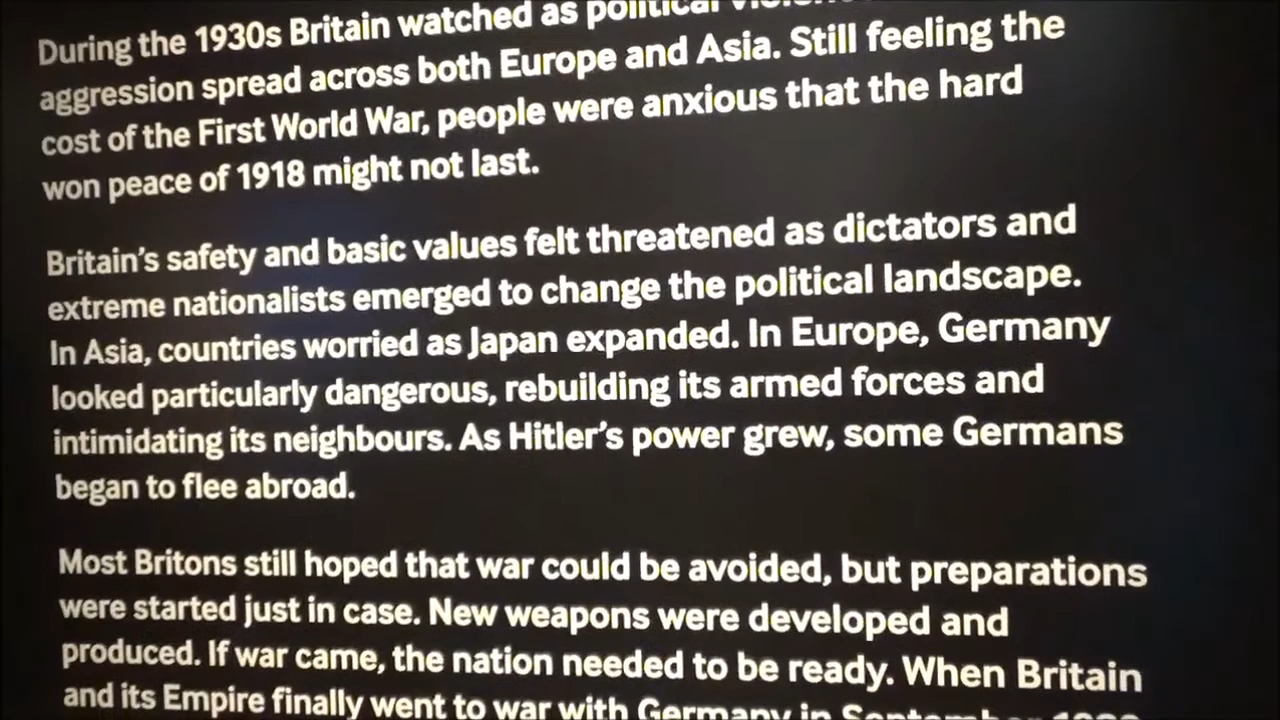 During the 1930s Britain watched as political
aggression spread across both Europe and Asia. Still feeling the
cost of the First World War, people were anxious that the hard
won peace of 1918 might not last.
Britain's safety and basic values felt threatened as dictators and
extreme nationalists emerged to change the political landscape.
In Asia, countries worried as Japan expanded. In Europe, Germany
looked particularly dangerous, rebuilding its armed forces and
intimidating its neighbours. As Hitler's power grew, some Germans
began to flee abroad.
Most Britons still hoped that war could be avoided, but preparations
were started just in case. New weapons were developed and
produced. If war came, the nation needed to be ready. When Britain
and its Empire finally went to war with Germany in September